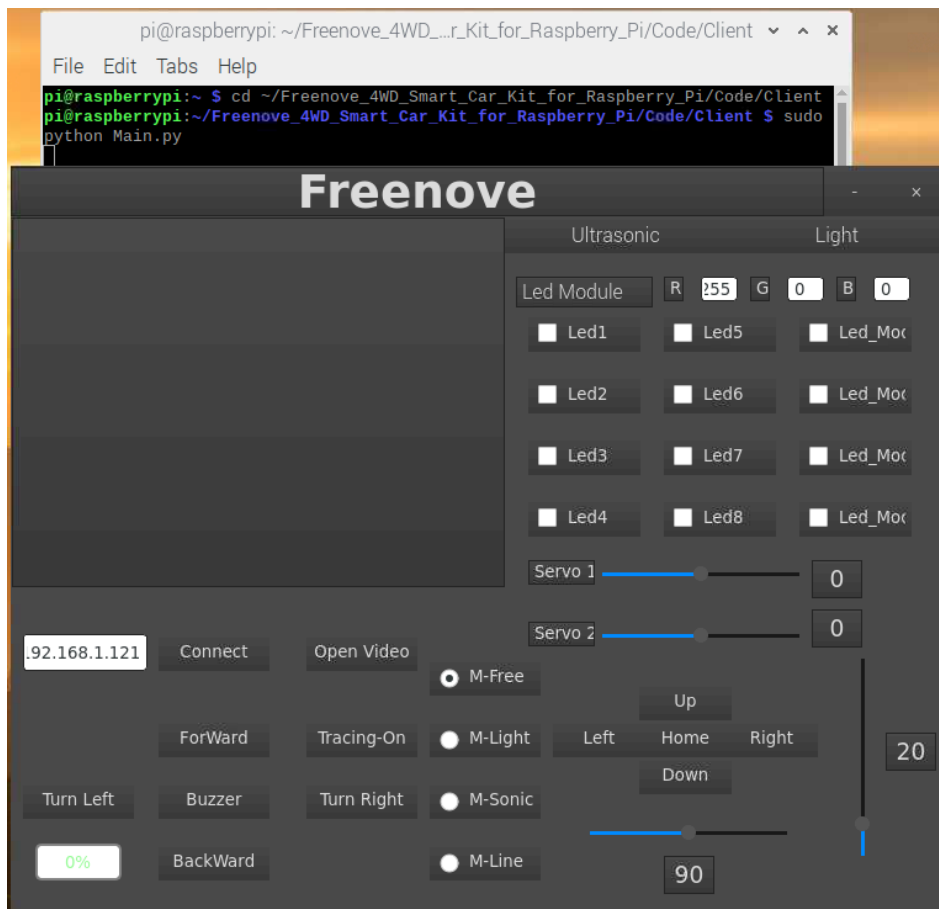 pi@raspberrypi: ~/Freenove_4WD_...r_Kit_for_Raspberry_Pi/Code/Client
File Edit Tabs Help
pi@raspberrypi:~ $ cd ~/Freenove_4WD_Smart_Car_Kit_for_Raspberry_Pi/Code/Client
pi@raspberrypi:~/Freenove_4WD_Smart_Car_Kit_for_Raspberry_Pi/Code/Client $ sudo
python Main.py
Freenove - ×
Ultrasonic Light
Led Module R 255 G 0 B 0
Led1 Led5 Led_Mod
Led2 Led6 Led_Mod
Led3 Led7 Led_Mod
Led4 Led8 Led_Mod
Servo 1 0
Servo 2 0
.92.168.1.121 Connect Open Video
M-Free
Up
ForWard Tracing-On M-Light Left Home Right
20
Down
Turn Left Buzzer Turn Right M-Sonic
0% BackWard M-Line
90